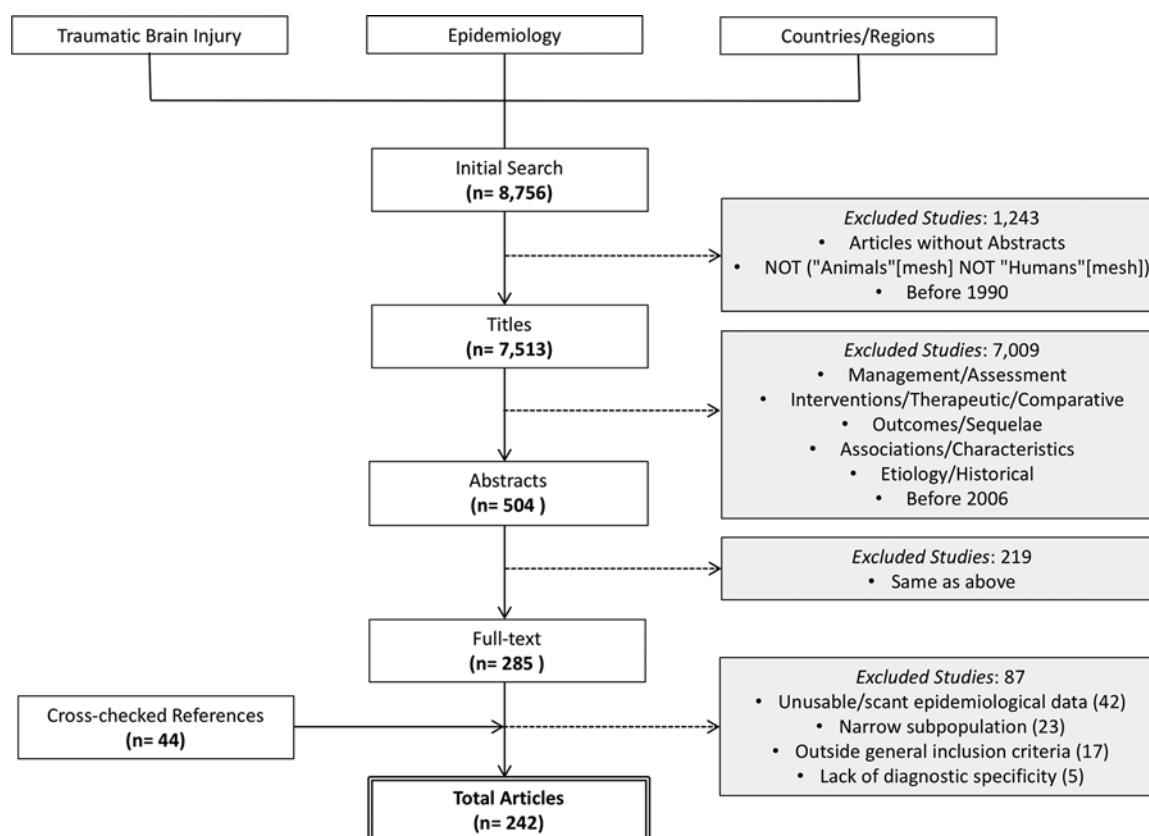 Traumatic Brain Injury
Epidemiology
Countries/Regions
Initial Search
(n= 8,756)
Excluded Studies: 1,243
• Articles without Abstracts
• NOT ("Animals"[mesh] NOT "Humans"[mesh])
• Before 1990
Titles
(n= 7,513)
Excluded Studies: 7,009
• Management/Assessment
• Interventions/Therapeutic/Comparative
• Outcomes/Sequelae
• Associations/Characteristics
• Etiology/Historical
• Before 2006
Abstracts
(n= 504 )
Excluded Studies: 219
• Same as above
Full-text
(n= 285 )
Cross-checked References
(n= 44)
Excluded Studies: 87
• Unusable/scant epidemiological data (42)
• Narrow subpopulation (23)
• Outside general inclusion criteria (17)
• Lack of diagnostic specificity (5)
Total Articles
(n= 242)